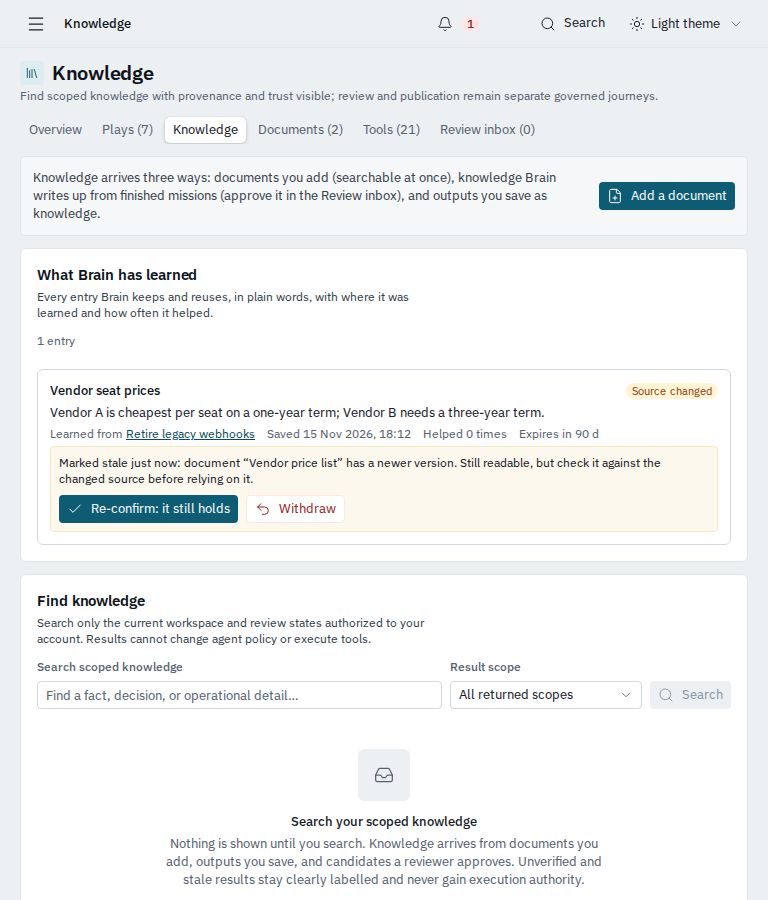 Knowledge
1
Search
Light theme
Knowledge
Find scoped knowledge with provenance and trust visible; review and publication remain separate governed journeys.
Overview
Plays (7)
Knowledge
Documents (2)
Tools (21)
Review inbox (0)
Knowledge arrives three ways: documents you add (searchable at once), knowledge Brain
writes up from finished missions (approve it in the Review inbox), and outputs you save as
knowledge.
Add a document
What Brain has learned
Every entry Brain keeps and reuses, in plain words, with where it was
learned and how often it helped.
1 entry
Vendor seat prices
Source changed
Vendor A is cheapest per seat on a one-year term; Vendor B needs a three-year term.
Learned from Retire legacy webhooks Saved 15 Nov 2026, 18:12 Helped 0 times Expires in 90 d
Marked stale just now: document “Vendor price list” has a newer version. Still readable, but check it against the
changed source before relying on it.
Re-confirm: it still holds
Withdraw
Find knowledge
Search only the current workspace and review states authorized to your
account. Results cannot change agent policy or execute tools.
Search scoped knowledge
Result scope
Find a fact, decision, or operational detail...
All returned scopes
Search
Search your scoped knowledge
Nothing is shown until you search. Knowledge arrives from documents you
add, outputs you save, and candidates a reviewer approves. Unverified and
stale results stay clearly labelled and never gain execution authority.